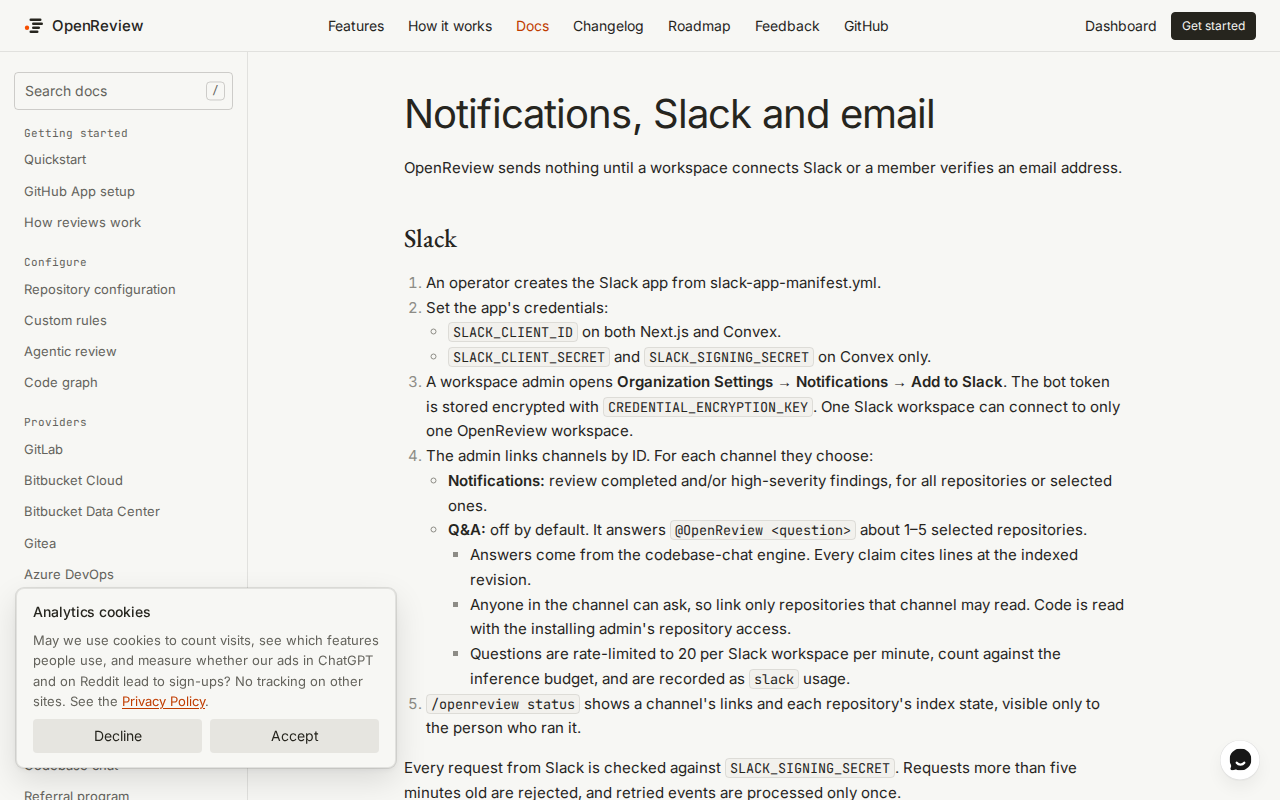 OpenReview
Features
How it works
Docs
Changelog
Roadmap
Feedback
GitHub
Dashboard
Get started
Search docs
/
Getting started
Quickstart
GitHub App setup
How reviews work
Configure
Repository configuration
Custom rules
Agentic review
Code graph
Providers
GitLab
Bitbucket Cloud
Bitbucket Data Center
Gitea
Azure DevOps
Referral program
Notifications, Slack and email
OpenReview sends nothing until a workspace connects Slack or a member verifies an email address.
Slack
1. An operator creates the Slack app from slack-app-manifest.yml.
2. Set the app's credentials:
SLACK_CLIENT_ID on both Next.js and Convex.
SLACK_CLIENT_SECRET and SLACK_SIGNING_SECRET on Convex only.
3. A workspace admin opens Organization Settings → Notifications → Add to Slack. The bot token
is stored encrypted with CREDENTIAL_ENCRYPTION_KEY. One Slack workspace can connect to only
one OpenReview workspace.
4. The admin links channels by ID. For each channel they choose:
Notifications: review completed and/or high-severity findings, for all repositories or selected
ones.
Q&A: off by default. It answers @OpenReview <question> about 1–5 selected repositories.
Answers come from the codebase-chat engine. Every claim cites lines at the indexed
revision.
Anyone in the channel can ask, so link only repositories that channel may read. Code is read
with the installing admin's repository access.
Questions are rate-limited to 20 per Slack workspace per minute, count against the
inference budget, and are recorded as slack usage.
5. /openreview status shows a channel's links and each repository's index state, visible only to
the person who ran it.
Every request from Slack is checked against SLACK_SIGNING_SECRET. Requests more than five
minutes old are rejected, and retried events are processed only once.
Analytics cookies
May we use cookies to count visits, see which features
people use, and measure whether our ads in ChatGPT
and on Reddit lead to sign-ups? No tracking on other
sites. See the Privacy Policy.
Decline
Accept